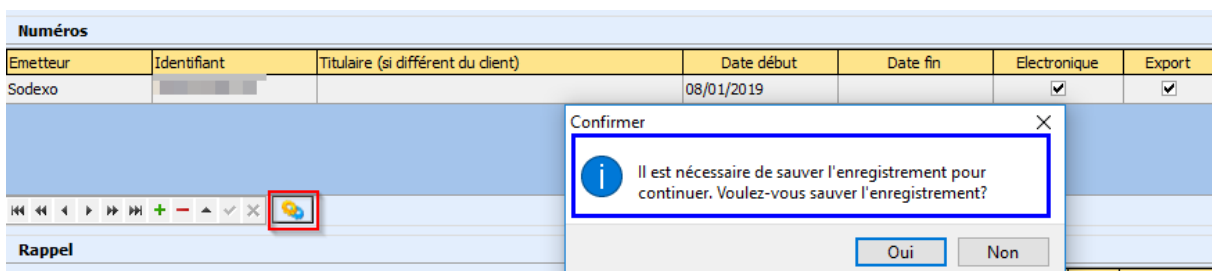 Numéros
Emetteur Identifiant Titulaire (si différent du client) Date début Date fin Electronique Export
Sodexo 08/01/2019
Confirmer
Il est nécessaire de sauver l'enregistrement pour
continuer. Voulez-vous sauver l'enregistrement?
Oui Non
Rappel